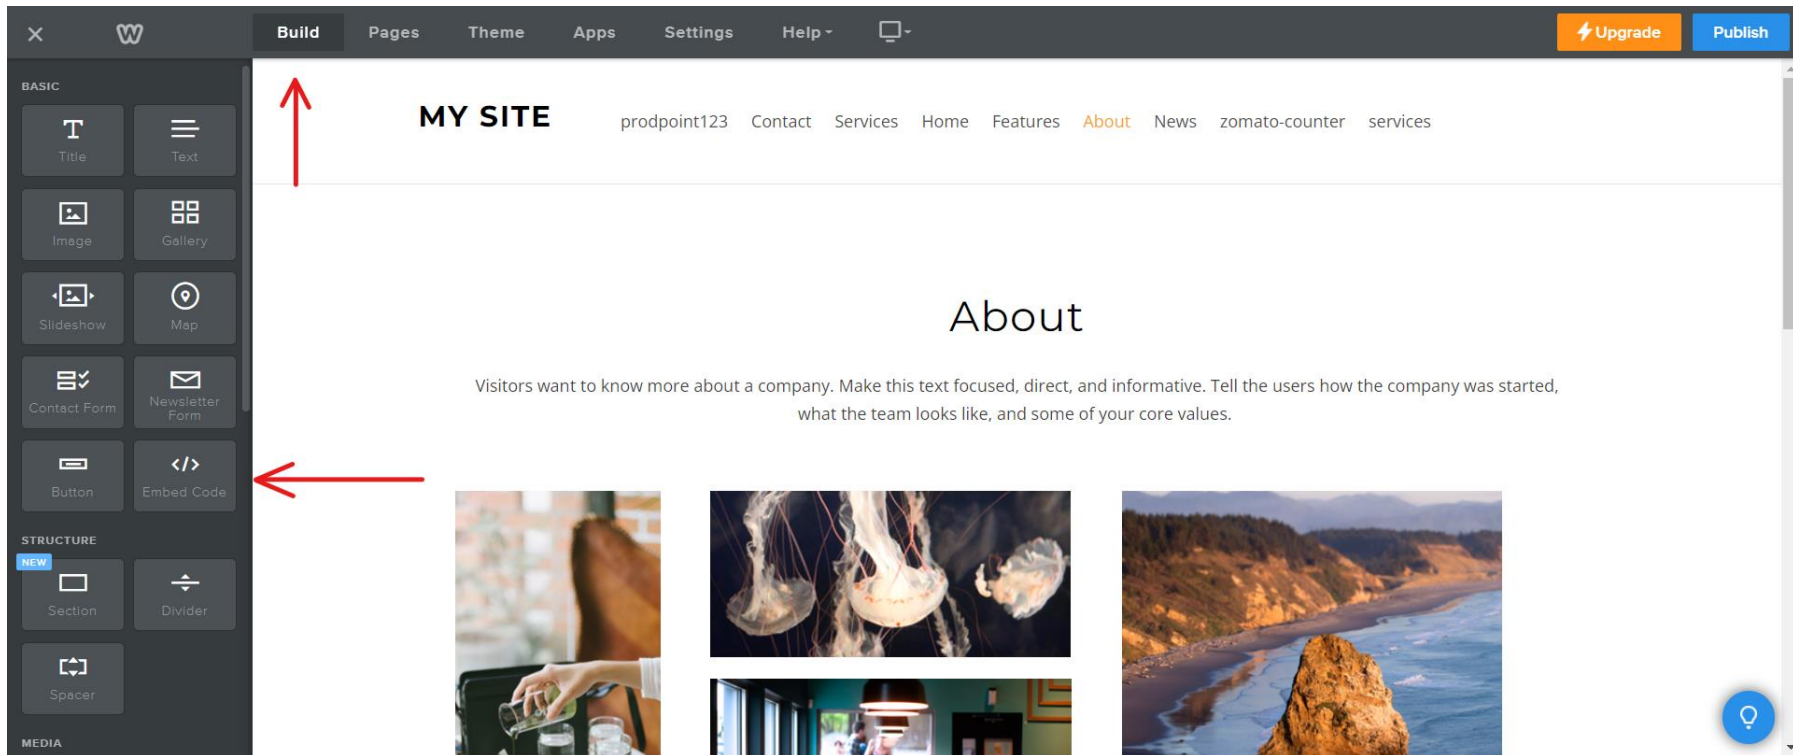 Build Pages Theme Apps Settings Help Upgrade Publish
BASIC
Title Text
Image Gallery
Slideshow Map
Contact Form Newsletter Form
Button Embed Code
STRUCTURE
NEW
Section Divider
Spacer
MEDIA
MY SITE prodpoint123 Contact Services Home Features About News zomato-counter services
About
Visitors want to know more about a company. Make this text focused, direct, and informative. Tell the users how the company was started,
what the team looks like, and some of your core values.